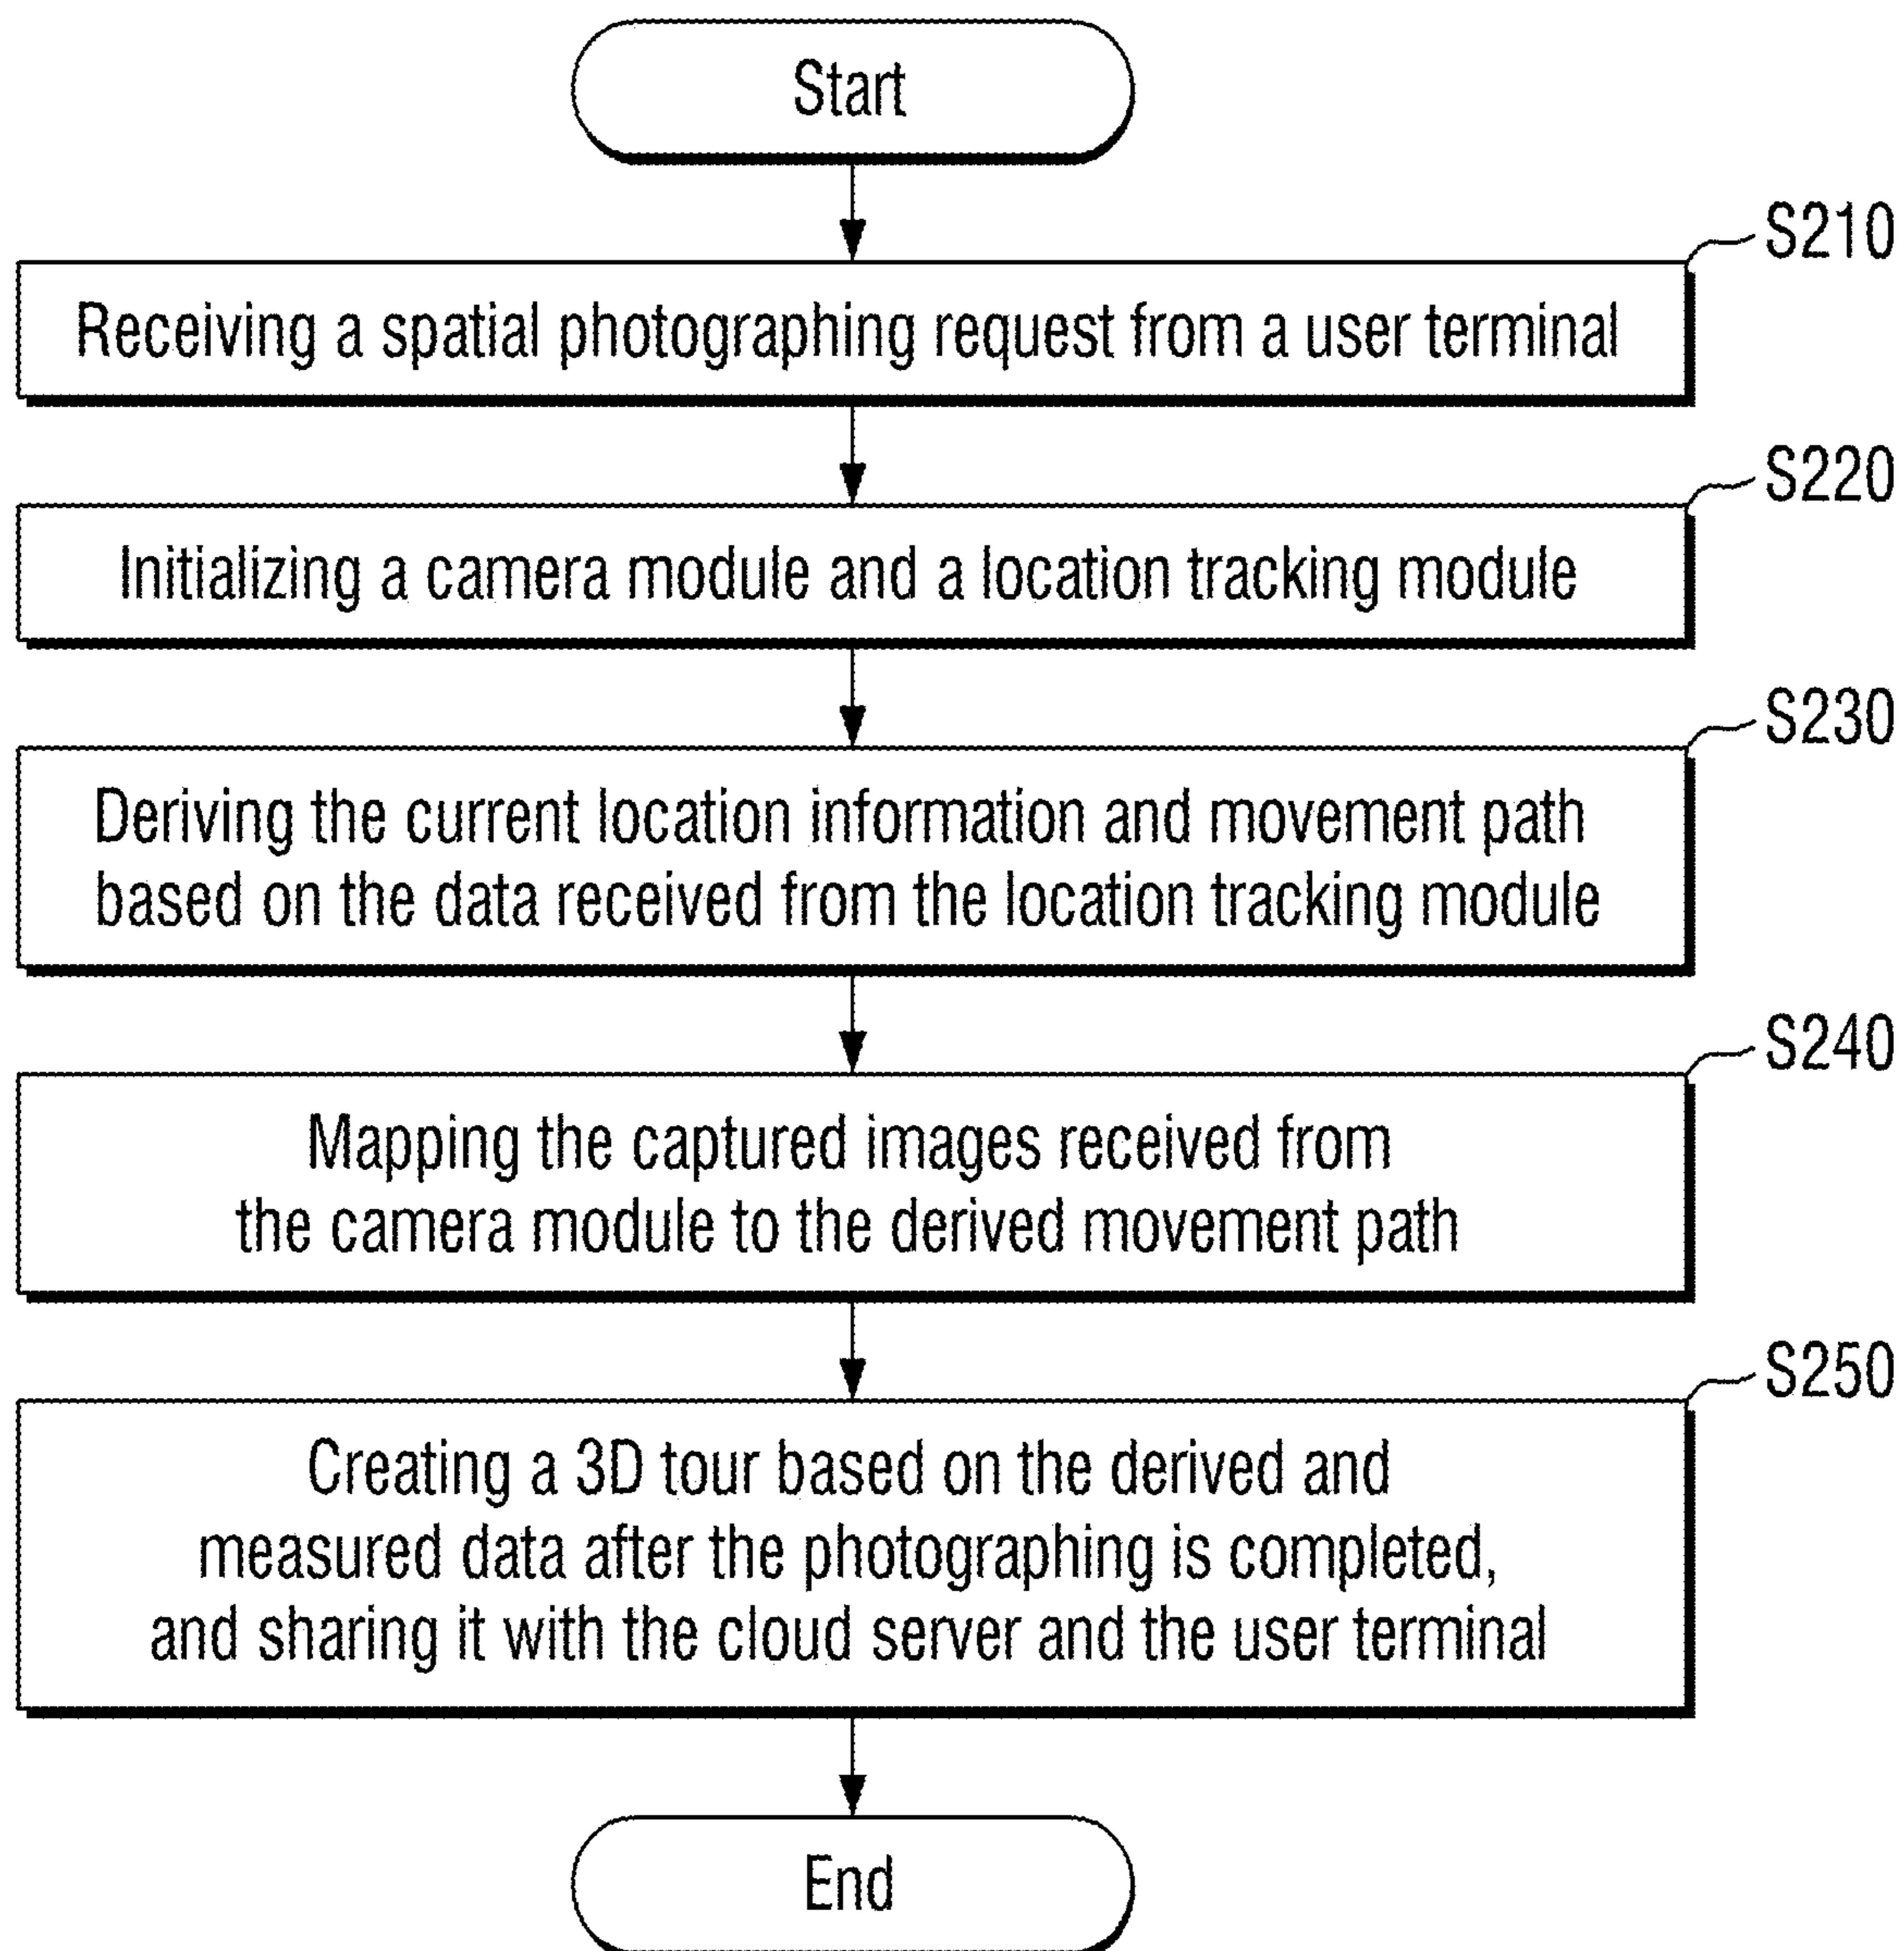 Start
S210
Receiving a spatial photographing request from a user terminal
S220
Initializing a camera module and a location tracking module
S230
Deriving the current location information and movement path
based on the data received from the location tracking module
S240
Mapping the captured images received from
the camera module to the derived movement path
S250
Creating a 3D tour based on the derived and
measured data after the photographing is completed,
and sharing it with the cloud server and the user terminal
End